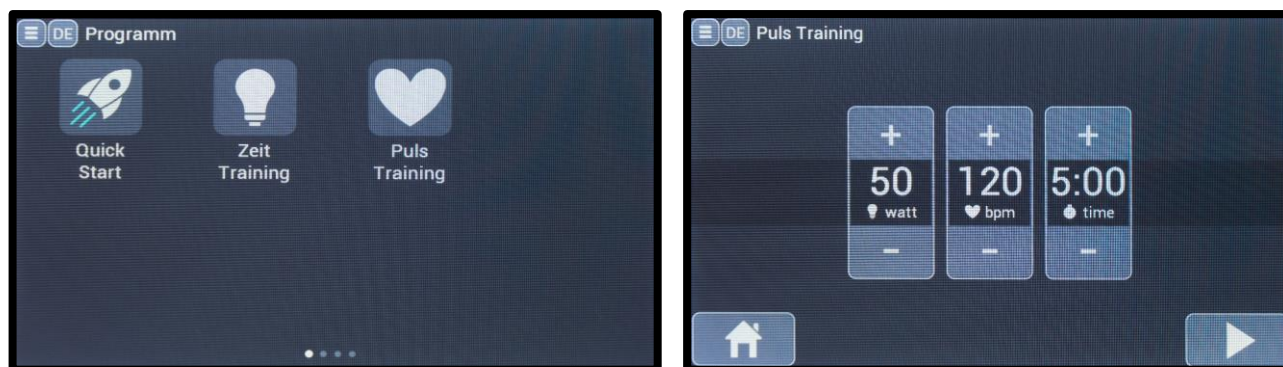 DE Programm
Quick
Start
Zeit
Training
Puls
Training
DE Puls Training
+
+
+
50
120
5:00
watt
bpm
time
-
-
-